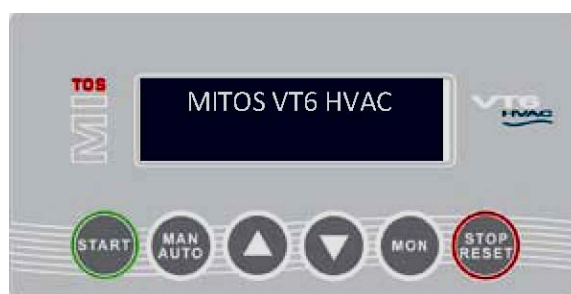 TOS
MI
MITOS VT6 HVAC
VT6
HVAC
START
MAN
AUTO
MON
STOP
RESET